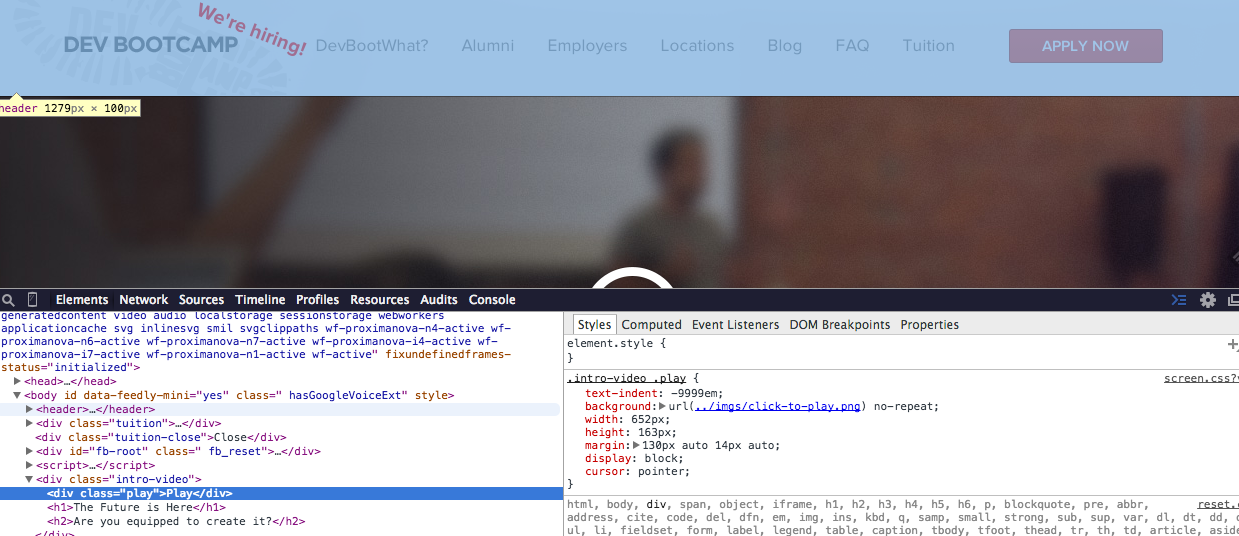 We're hiring!
DEV BOOTCAMP DevBootWhat? Alumni Employers Locations Blog FAQ Tuition APPLY NOW
header 1279px × 100px
Elements Network Sources Timeline Profiles Resources Audits Console
generatedcontent video audio localstorage sessionstorage webworkers
applicationcache svg inlinesvg smil svgclippaths wf-proximanova-n4-active wf-
proximanova-n6-active wf-proximanova-n7-active wf-proximanova-i4-active wf-
proximanova-i7-active wf-proximanova-n1-active wf-active" fixundefinedframes-
status="initialized">
<head>…</head>
<body id data-feedly-mini="yes" class=" hasGoogleVoiceExt" style>
<header>…</header>
<div class="tuition">…</div>
<div class="tuition-close">Close</div>
<div id="fb-root" class=" fb_reset">…</div>
<script>…</script>
<div class="intro-video">
<div class="play">Play</div>
<h1>The Future is Here</h1>
<h2>Are you equipped to create it?</h2>
</div>
Styles Computed Event Listeners DOM Breakpoints Properties
element.style {
}
.intro-video .play { screen.css?
text-indent: -9999em;
background: url(../imgs/click-to-play.png) no-repeat;
width: 652px;
height: 163px;
margin: 130px auto 14px auto;
display: block;
cursor: pointer;
}
html, body, div, span, object, iframe, h1, h2, h3, h4, h5, h6, p, blockquote, pre, abbr, reset.
address, cite, code, del, dfn, em, img, ins, kbd, q, samp, small, strong, sub, sup, var, dl, dt, dd,
ul, li, fieldset, form, label, legend, table, caption, tbody, tfoot, thead, tr, th, td, article, aside